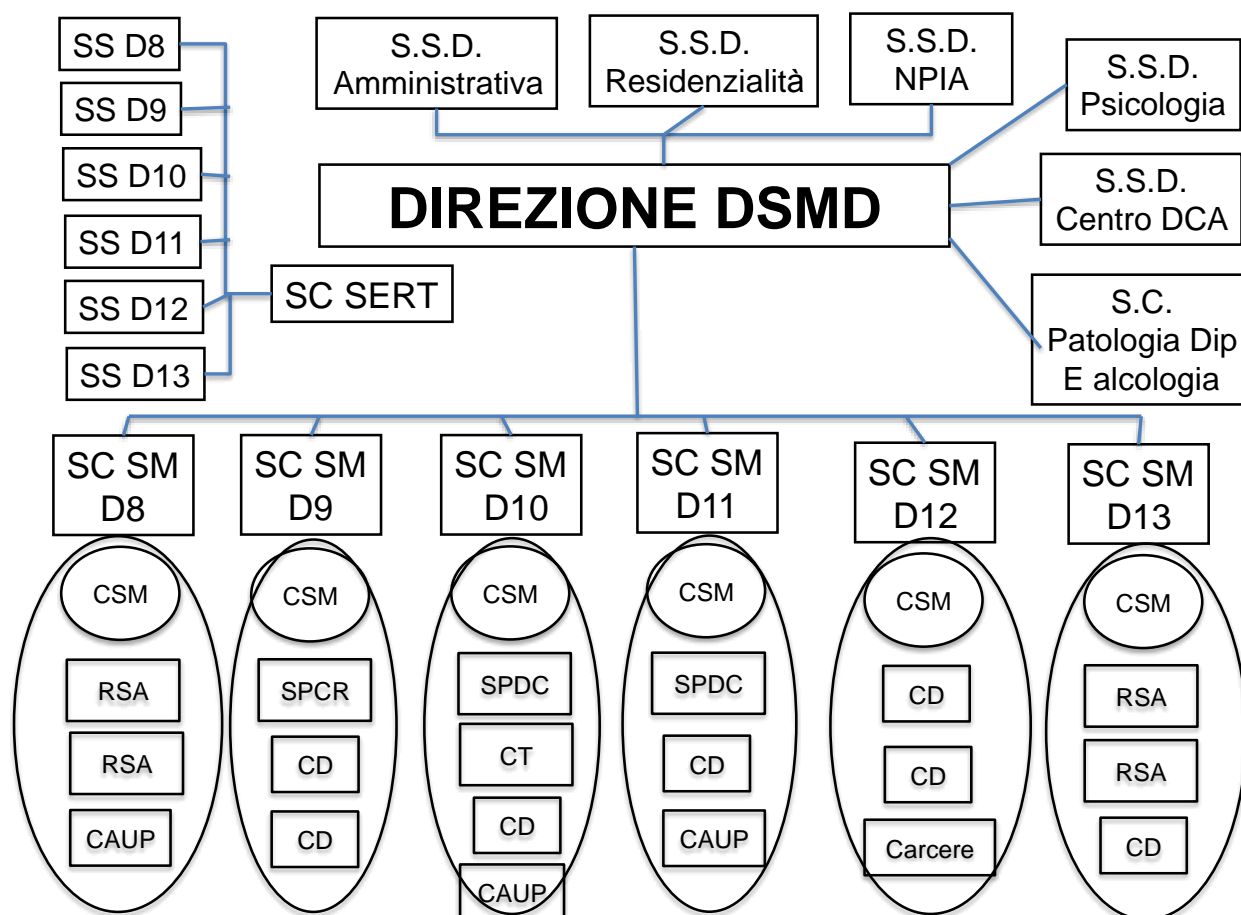 SS D8
SS D9
SS D10
SS D11
SS D12
SS D13
SC SERT
S.S.D.
Amministrativa
S.S.D.
Residenzialità
S.S.D.
NPIA
S.S.D.
Psicologia
S.S.D.
Centro DCA
S.C.
Patologia Dip
E alcologia
DIREZIONE DSMD
SC SM
D8
CSM
RSA
RSA
CAUP
SC SM
D9
CSM
SPCR
CD
CD
SC SM
D10
CSM
SPDC
CT
CD
CAUP
SC SM
D11
CSM
SPDC
CD
CAUP
SC SM
D12
CSM
CD
CD
Carcere
SC SM
D13
CSM
RSA
RSA
CD